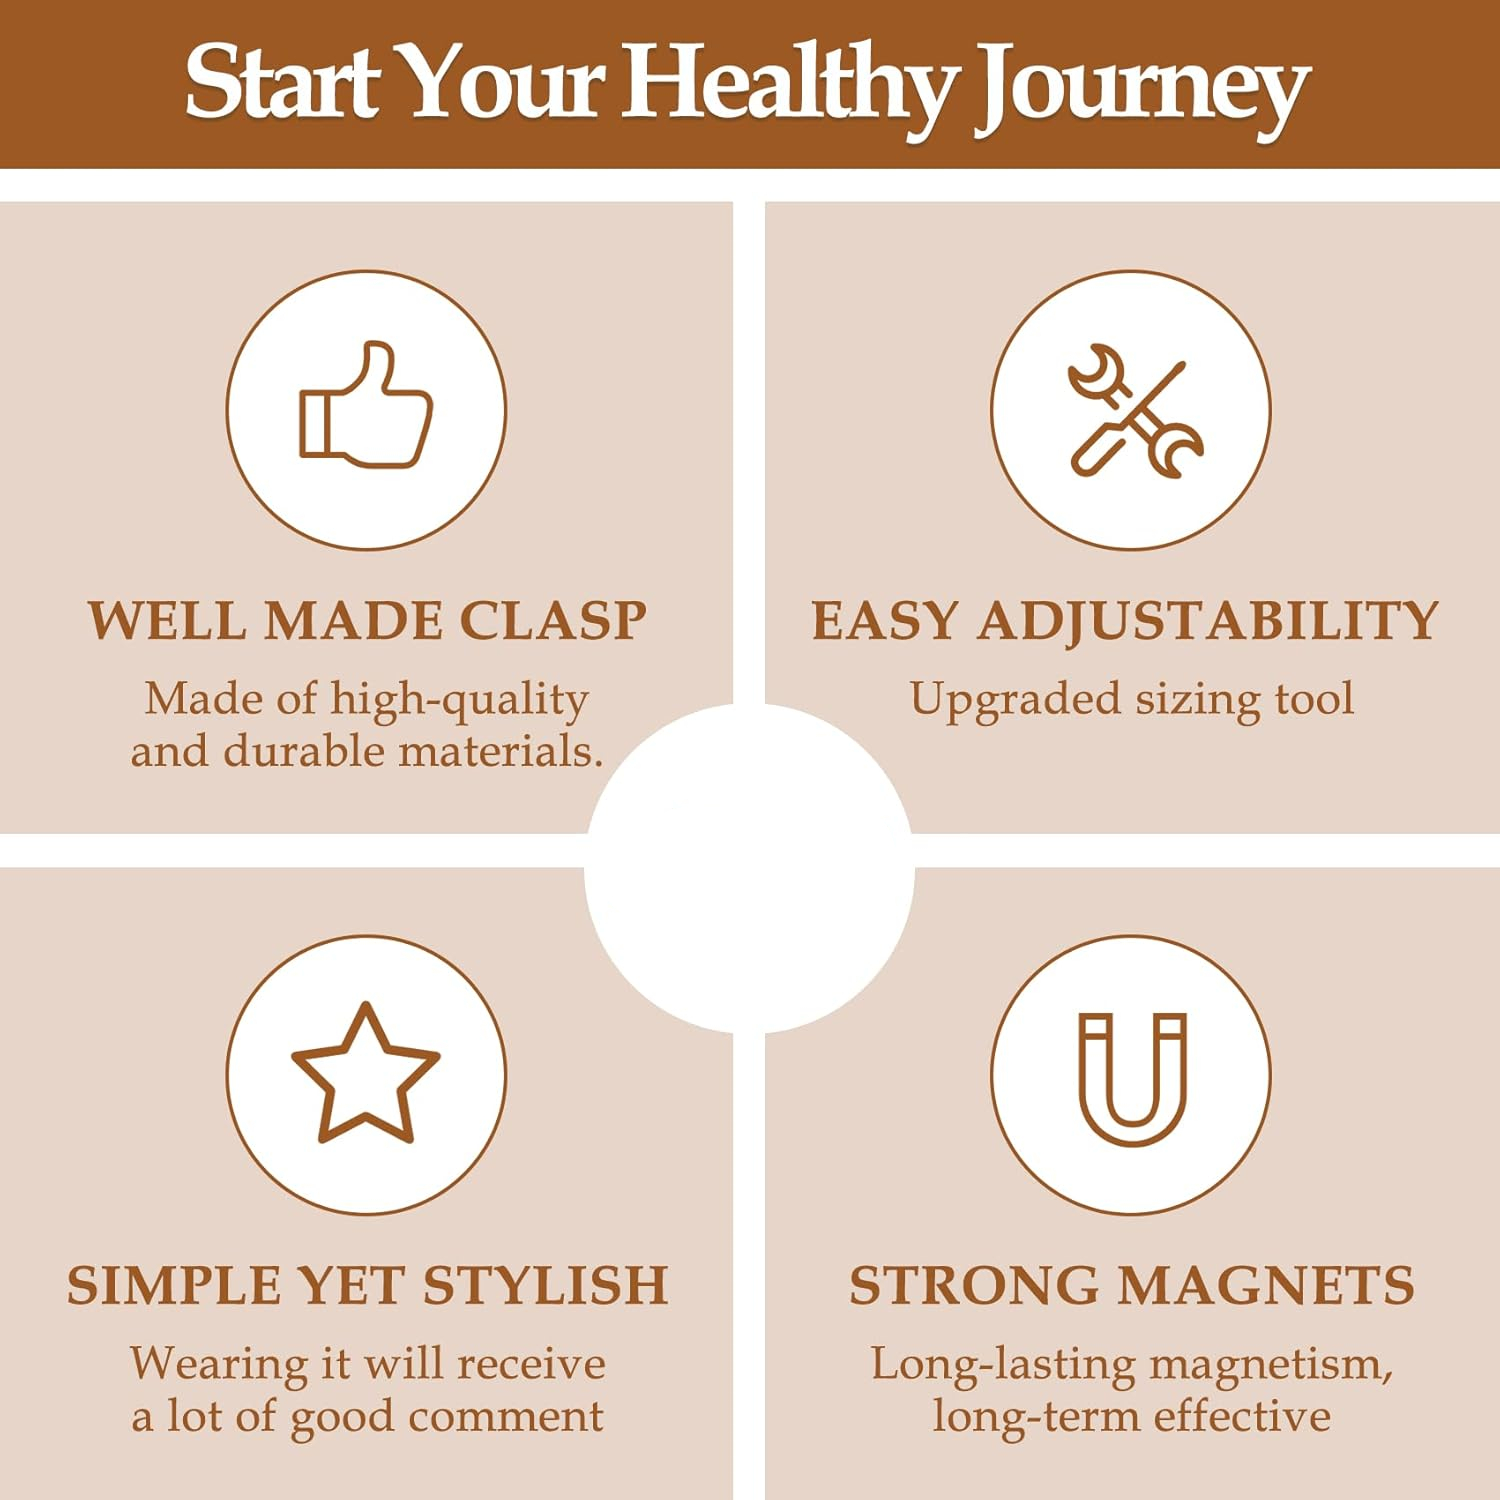 Start Your Healthy Journey
WELL MADE CLASP
Made of high-quality
and durable materials.
EASY ADJUSTABILITY
Upgraded sizing tool
SIMPLE YET STYLISH
Wearing it will receive
a lot of good comment
STRONG MAGNETS
Long-lasting magnetism,
long-term effective